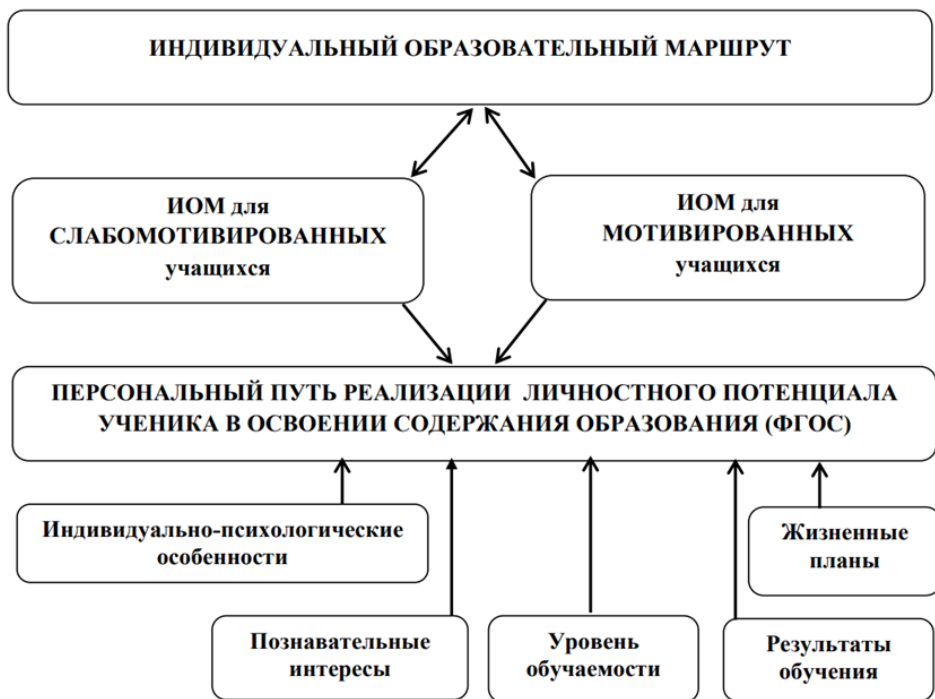 ИНДИВИДУАЛЬНЫЙ ОБРАЗОВАТЕЛЬНЫЙ МАРШРУТ
ИОМ для
СЛАБОМОТИВИРОВАННЫХ
учащихся
ИОМ для
МОТИВИРОВАННЫХ
учащихся
ПЕРСОНАЛЬНЫЙ ПУТЬ РЕАЛИЗАЦИИ ЛИЧНОСТНОГО ПОТЕНЦИАЛА
УЧЕНИКА В ОСВОЕНИИ СОДЕРЖАНИЯ ОБРАЗОВАНИЯ (ФГОС)
Индивидуально-психологические
особенности
Жизненные
планы
Познавательные
интересы
Уровень
обучаемости
Результаты
обучения